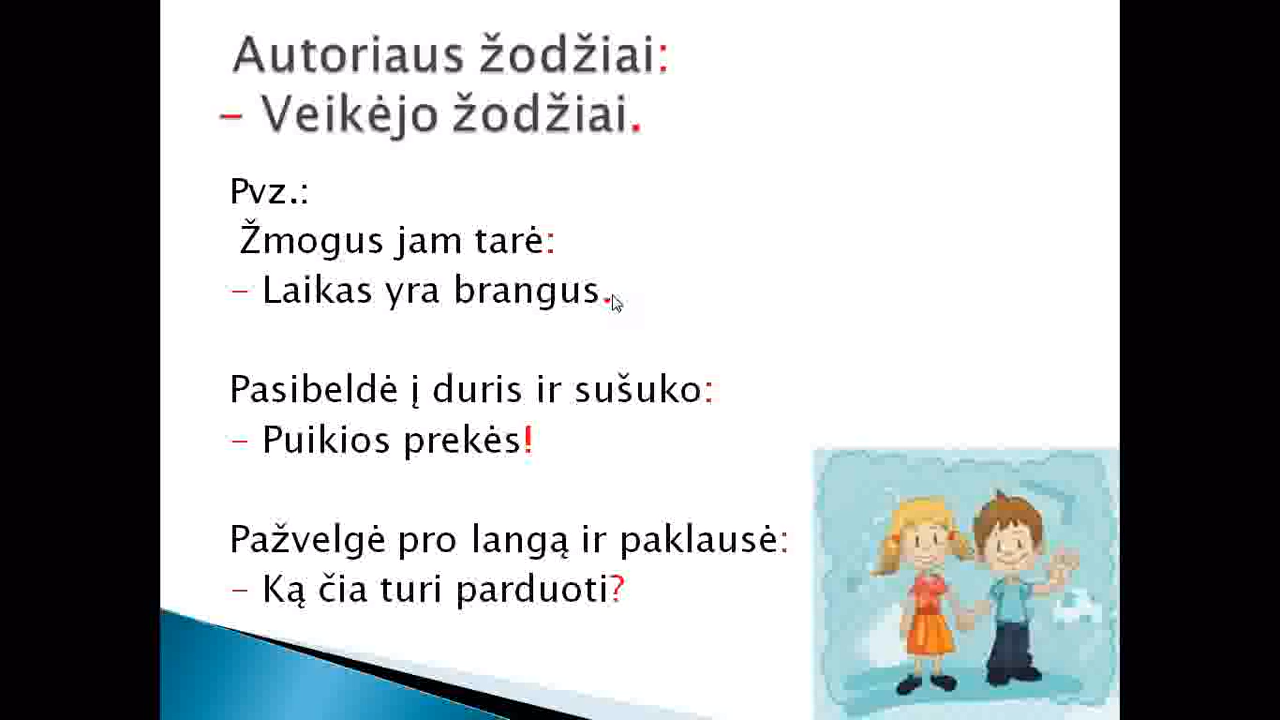 Autoriaus žodžiai:
– Veikėjo žodžiai.
Pvz.:
Žmogus jam tarė:
– Laikas yra brangus.
Pasibeldė į duris ir sušuko:
– Puikios prekės!
Pažvelgė pro langą ir paklausė:
– Ką čia turi parduoti?